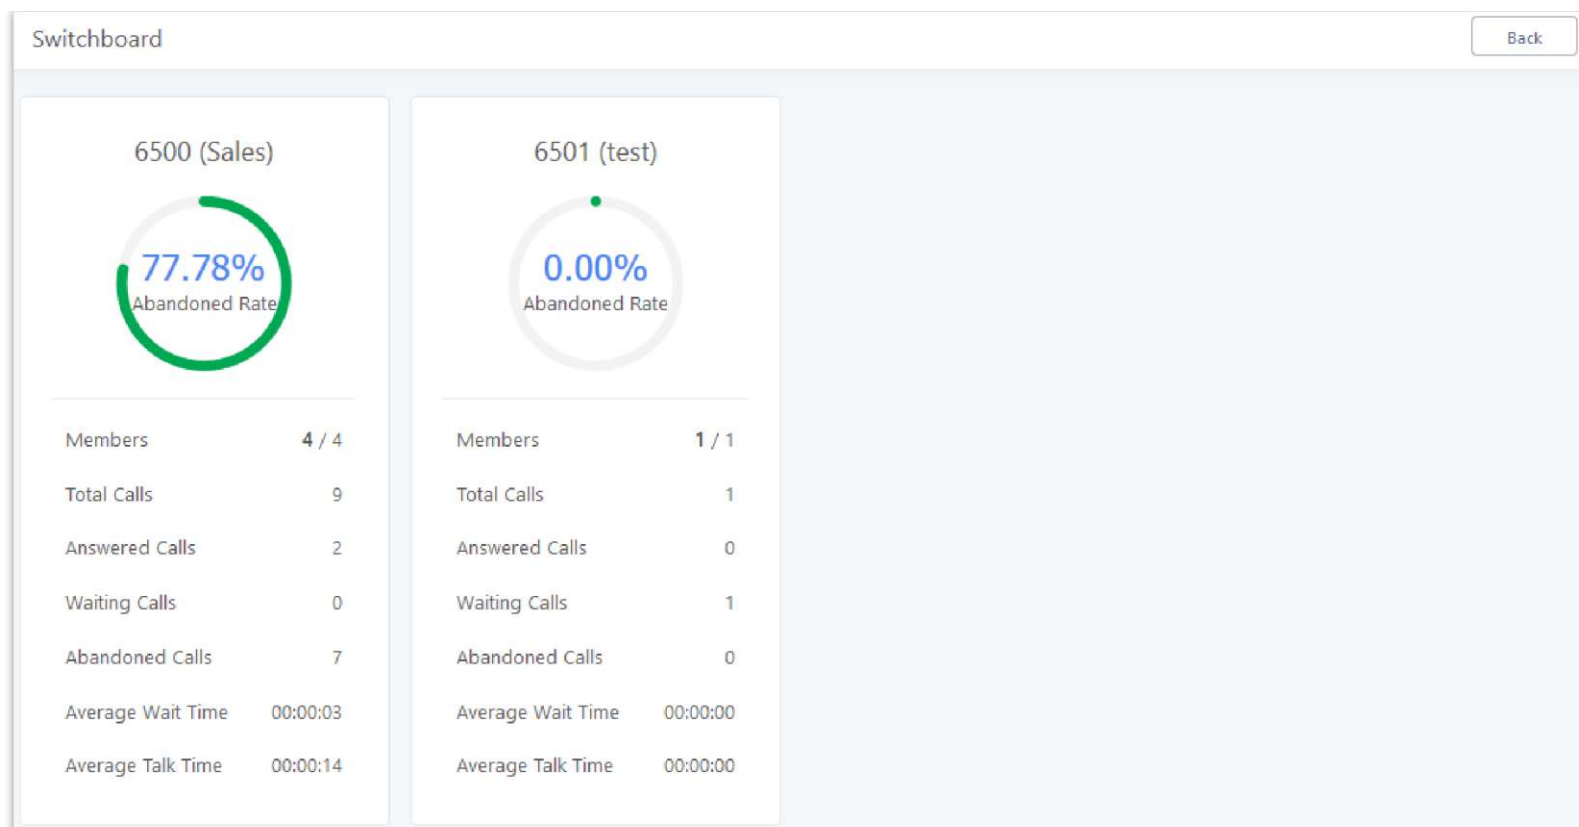 Switchboard
Back
6500 (Sales)
77.78%
Abandoned Rate
Members 4 / 4
Total Calls 9
Answered Calls 2
Waiting Calls 0
Abandoned Calls 7
Average Wait Time 00:00:03
Average Talk Time 00:00:14
6501 (test)
0.00%
Abandoned Rate
Members 1 / 1
Total Calls 1
Answered Calls 0
Waiting Calls 1
Abandoned Calls 0
Average Wait Time 00:00:00
Average Talk Time 00:00:00